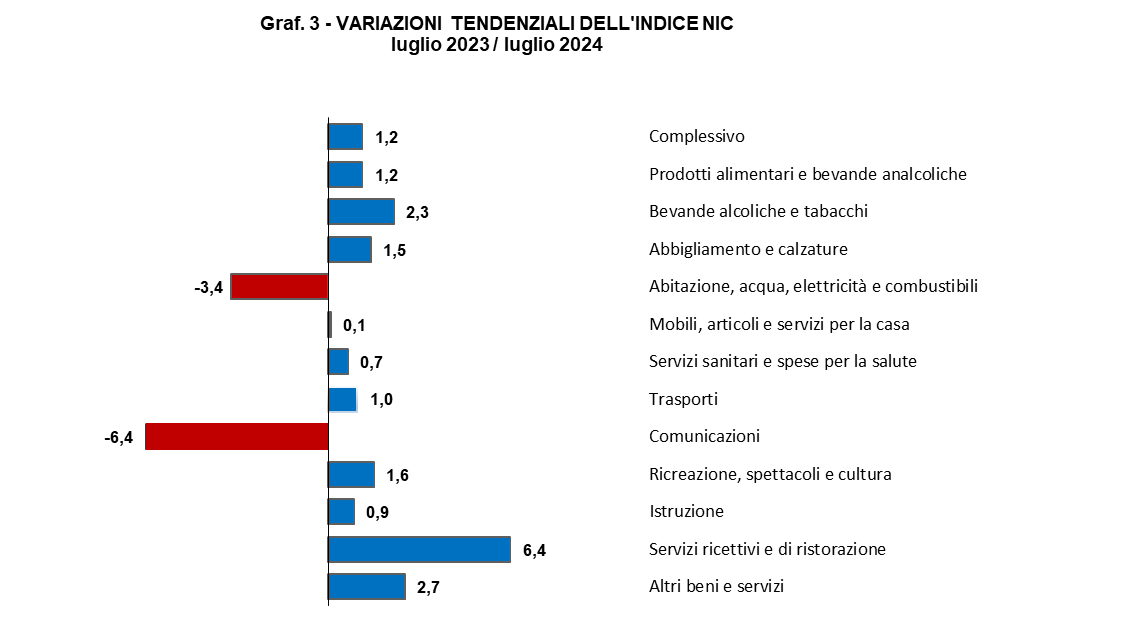 Graf. 3 - VARIAZIONI TENDENZIALI DELL'INDICE NIC
luglio 2023 / luglio 2024
1,2 Complessivo
1,2 Prodotti alimentari e bevande analcoliche
2,3 Bevande alcoliche e tabacchi
1,5 Abbigliamento e calzature
-3,4 Abitazione, acqua, elettricità e combustibili
0,1 Mobili, articoli e servizi per la casa
0,7 Servizi sanitari e spese per la salute
1,0 Trasporti
-6,4 Comunicazioni
1,6 Ricreazione, spettacoli e cultura
0,9 Istruzione
6,4 Servizi ricettivi e di ristorazione
2,7 Altri beni e servizi